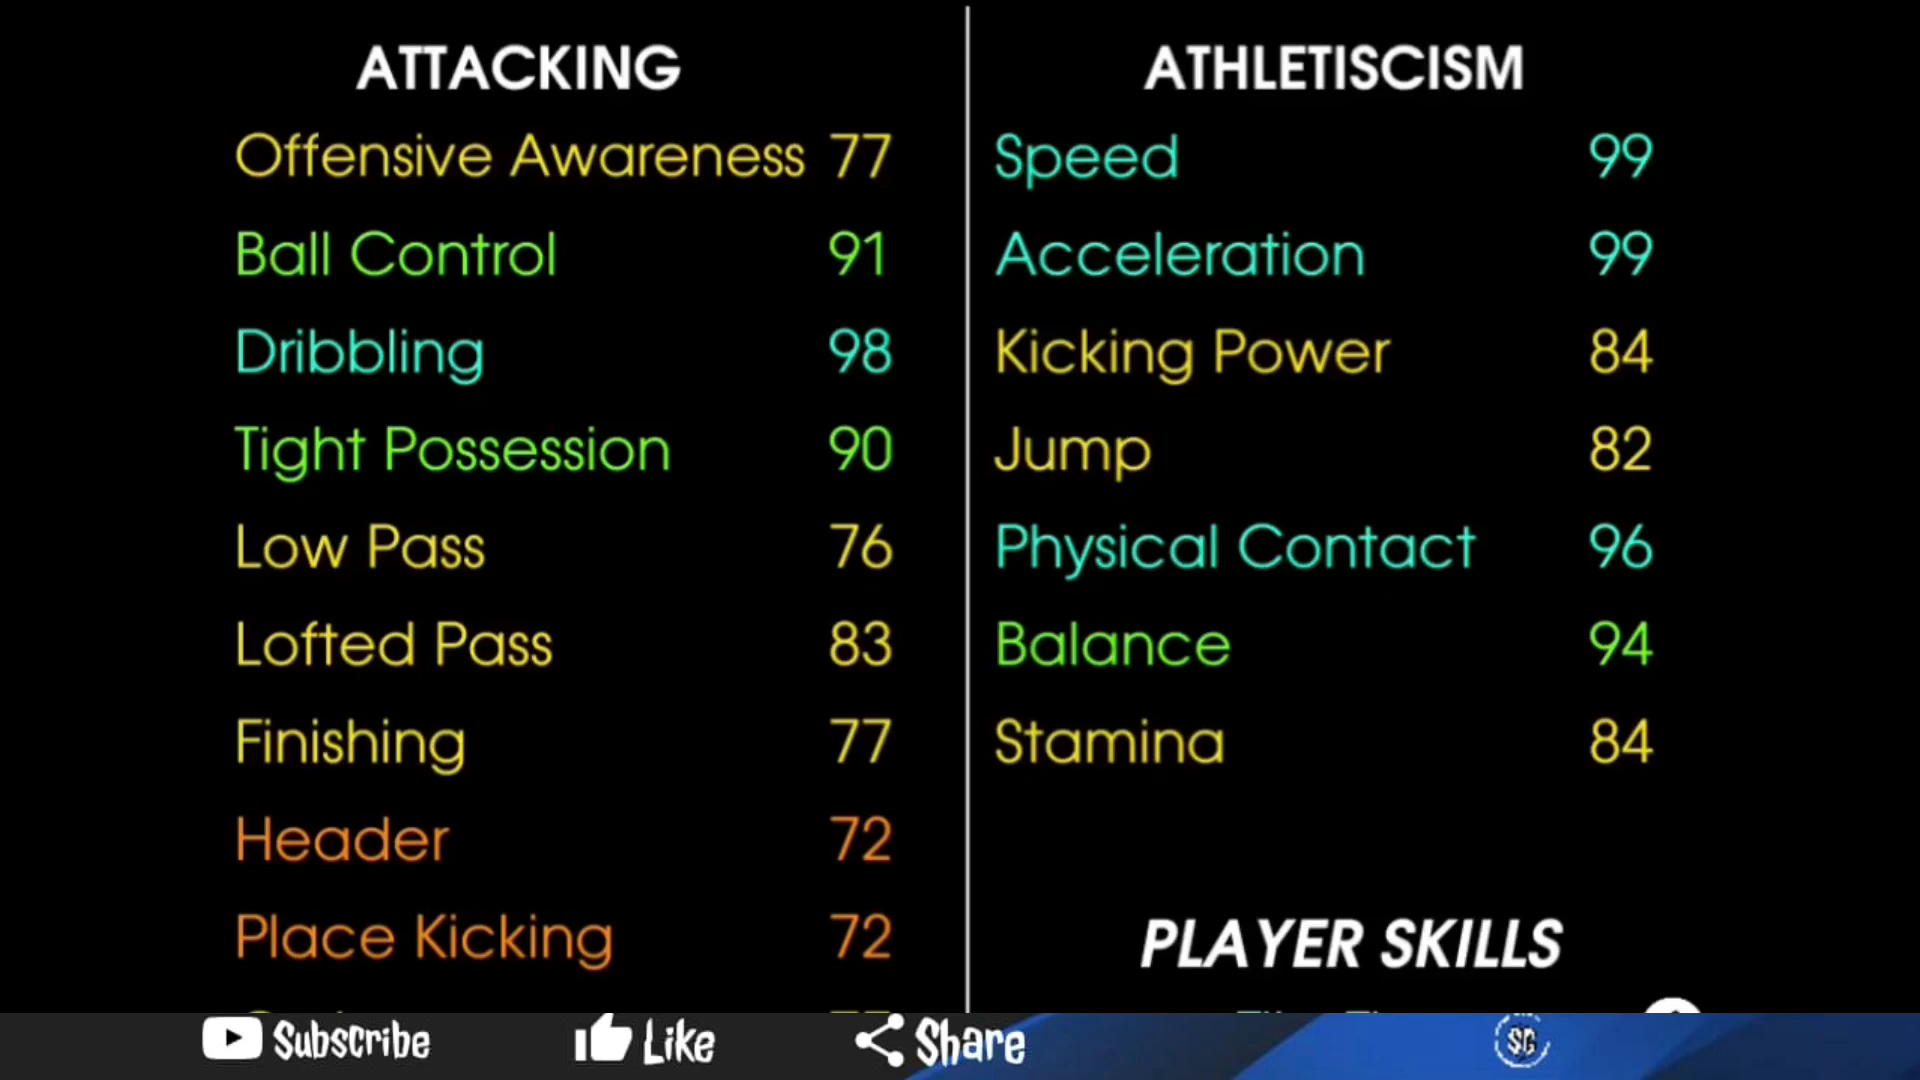 ATTACKING
Offensive Awareness 77
Ball Control 91
Dribbling 98
Tight Possession 90
Low Pass 76
Lofted Pass 83
Finishing 77
Header 72
Place Kicking 72
ATHLETISCISM
Speed 99
Acceleration 99
Kicking Power 84
Jump 82
Physical Contact 96
Balance 94
Stamina 84
PLAYER SKILLS
Subscribe
Like
Share
SG